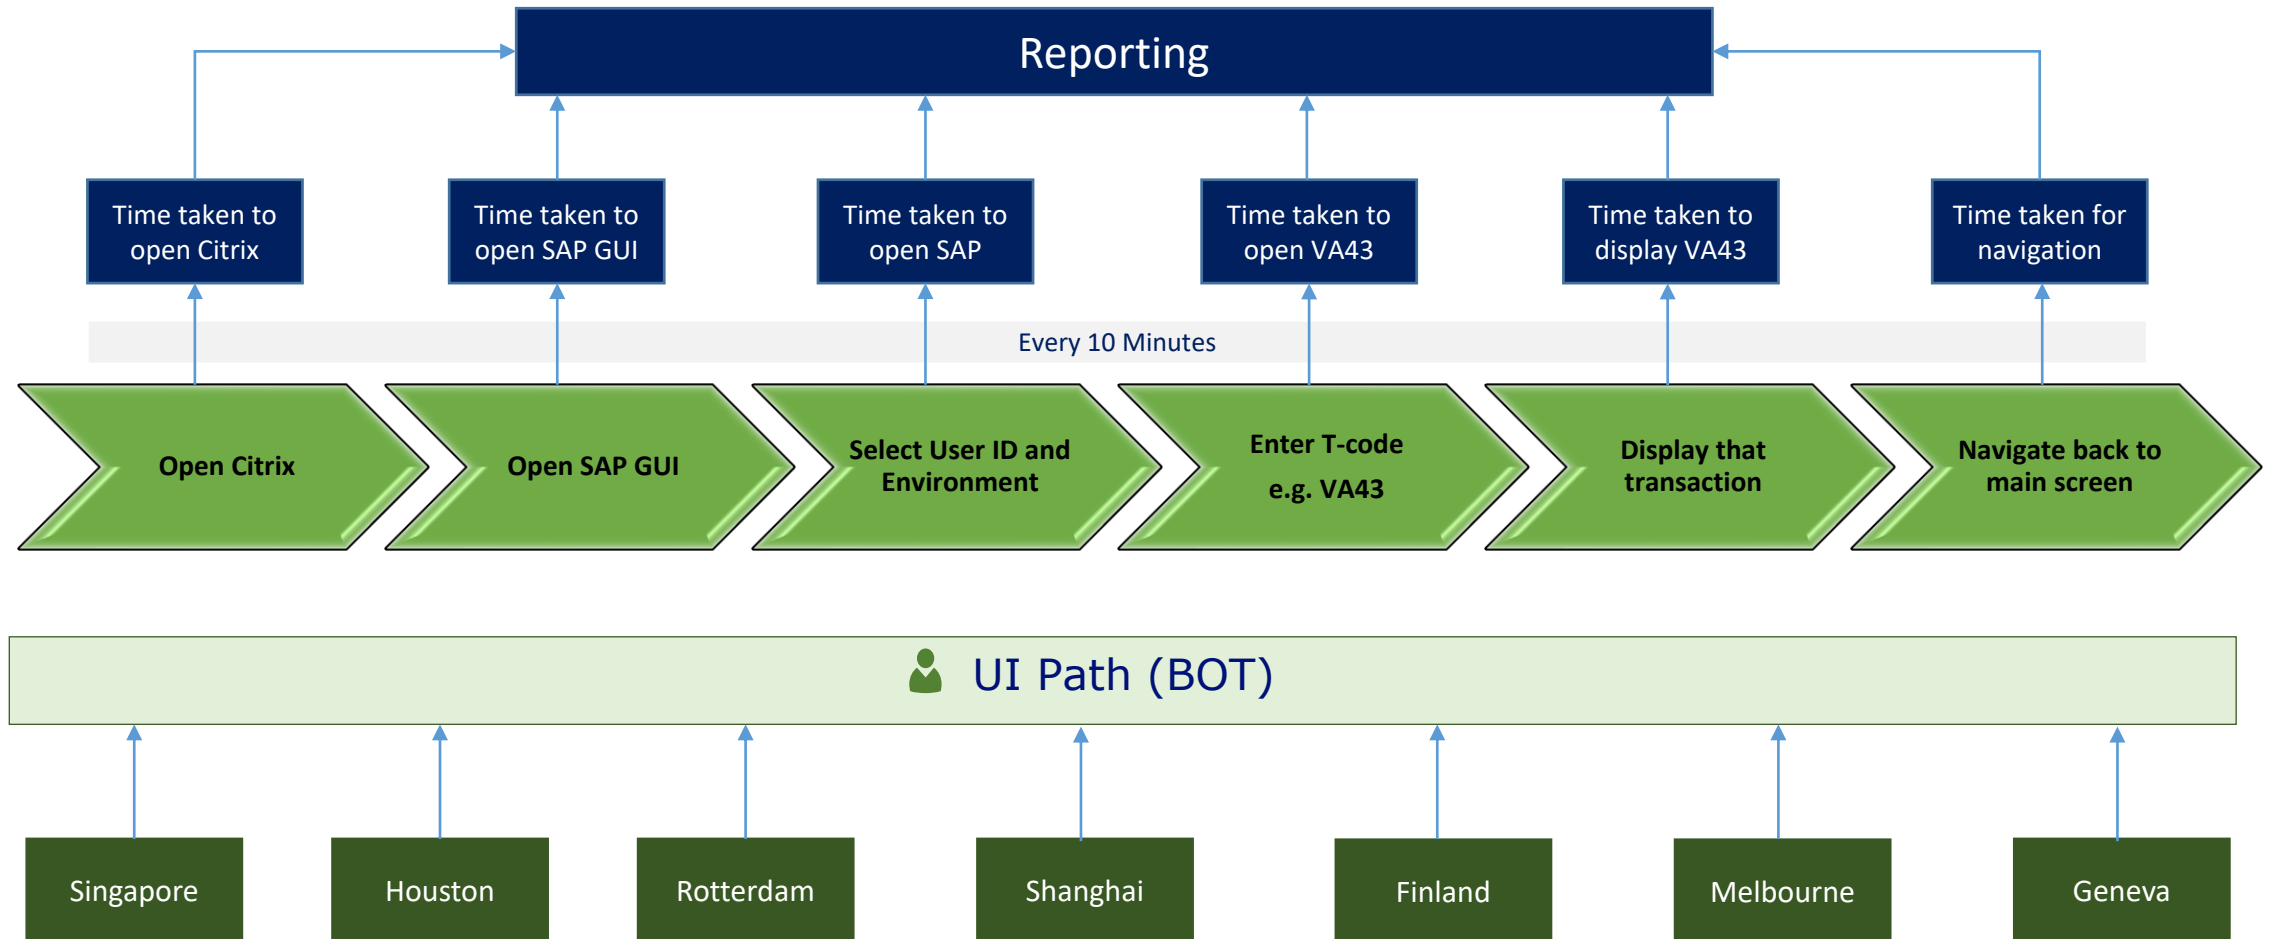 Reporting
Time taken to
open Citrix
Time taken to
open SAP GUI
Time taken to
open SAP
Time taken to
open VA43
Time taken to
display VA43
Time taken for
navigation
Every 10 Minutes
Open Citrix
Open SAP GUI
Select User ID and
Environment
Enter T-code
e.g. VA43
Display that
transaction
Navigate back to
main screen
UI Path (BOT)
Singapore
Houston
Rotterdam
Shanghai
Finland
Melbourne
Geneva